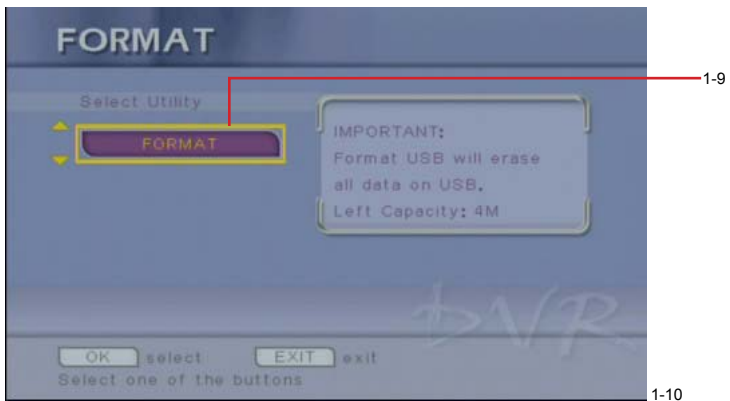 FORMAT
1-9
Select Utility
FORMAT
IMPORTANT:
Format USB will erase
all data on USB.
Left Capacity: 4M
DVR
OK select EXIT exit
Select one of the buttons
1-10